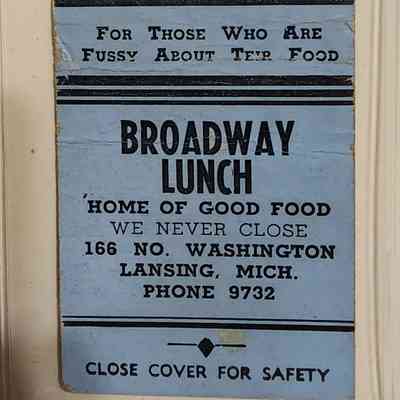 FOR THOSE WHO ARE
FUSSY ABOUT TEIR FOOD
BROADWAY
LUNCH
HOME OF GOOD FOOD
WE NEVER CLOSE
166 NO. WASHINGTON
LANSING, MICH.
PHONE 9732
CLOSE COVER FOR SAFETY